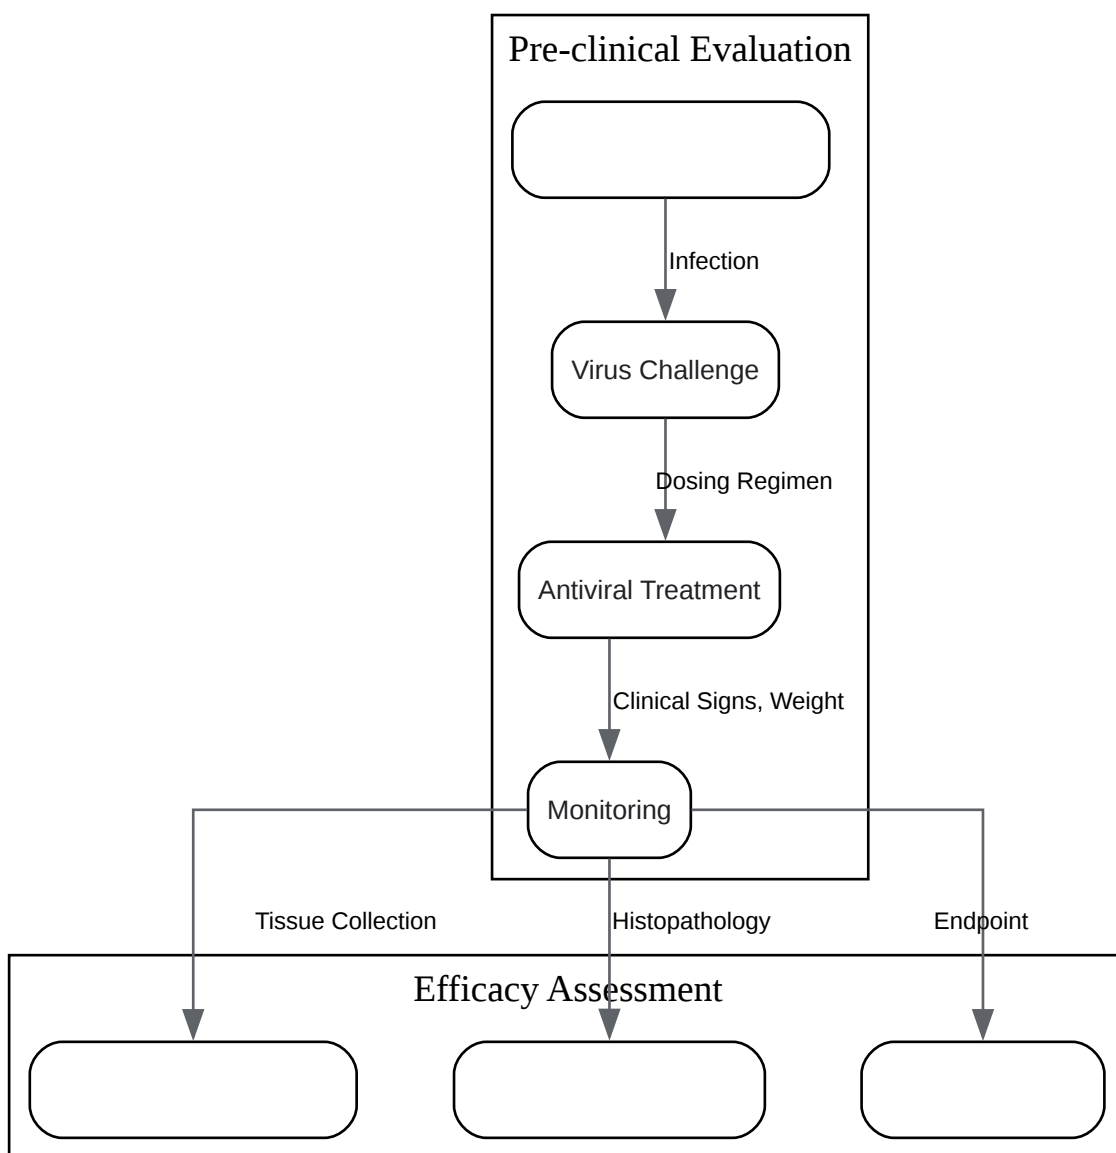 Pre-clinical Evaluation
Infection
Virus Challenge
Dosing Regimen
Antiviral Treatment
Clinical Signs, Weight
Monitoring
Tissue Collection
Histopathology
Endpoint
Efficacy Assessment